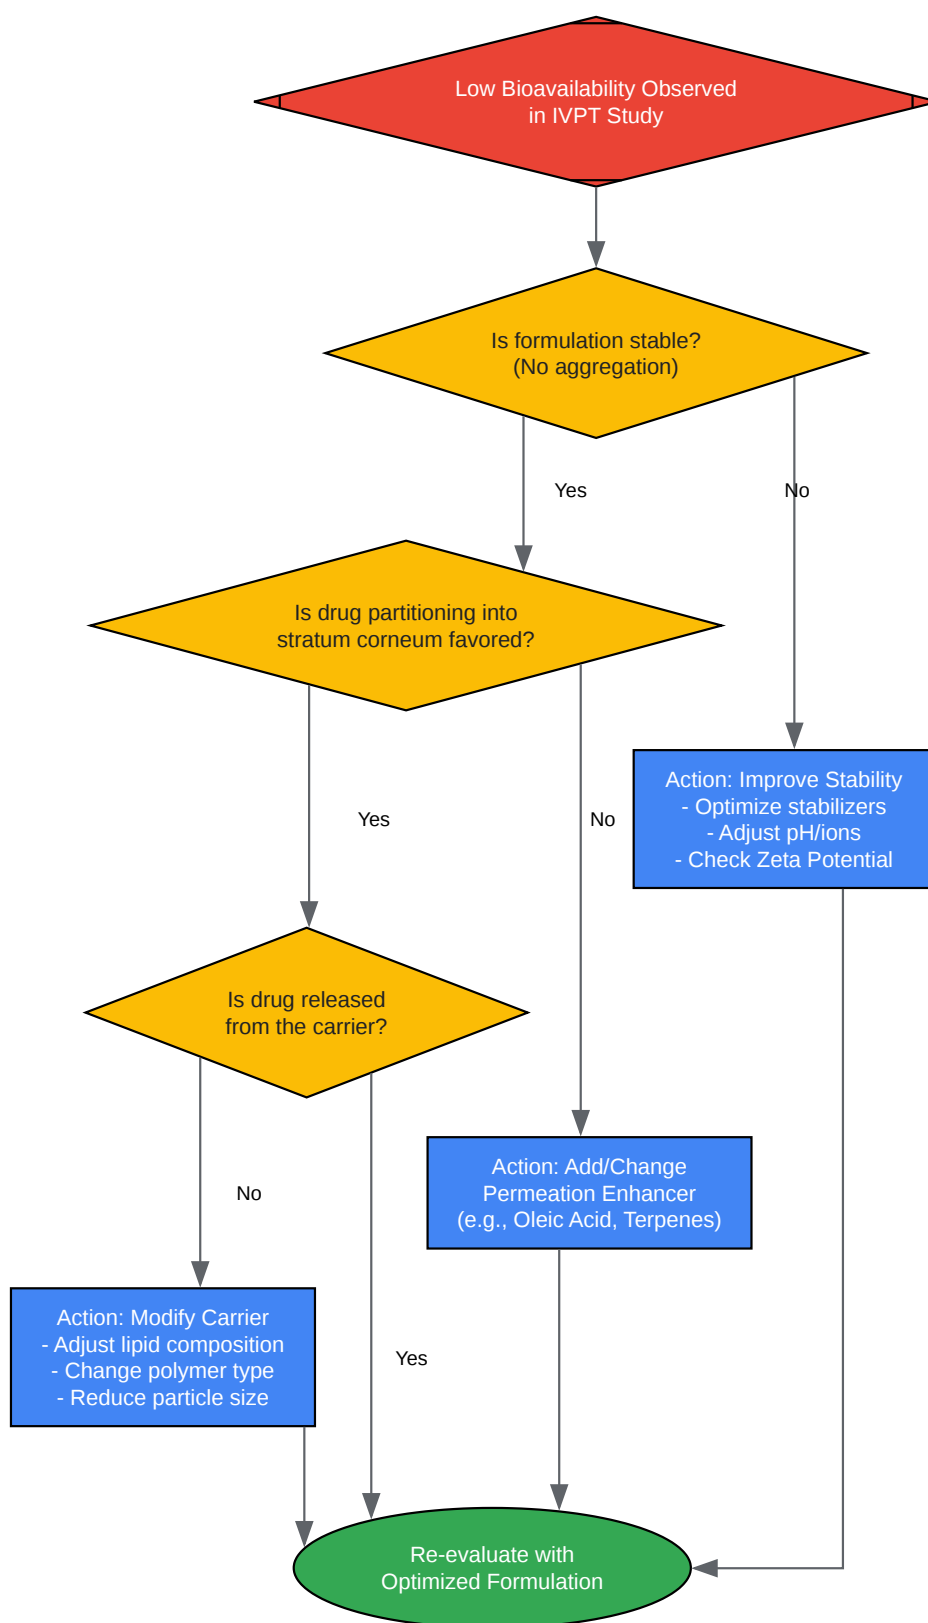 Low Bioavailability Observed
in IVPT Study
Is formulation stable?
(No aggregation)
Yes
No
Is drug partitioning into
stratum corneum favored?
Action: Improve Stability
- Optimize stabilizers
- Adjust pH/ions
- Check Zeta Potential
Yes
No
Is drug released
from the carrier?
Action: Add/Change
Permeation Enhancer
(e.g., Oleic Acid, Terpenes)
No
Action: Modify Carrier
- Adjust lipid composition
- Change polymer type
- Reduce particle size
Yes
Re-evaluate with
Optimized Formulation